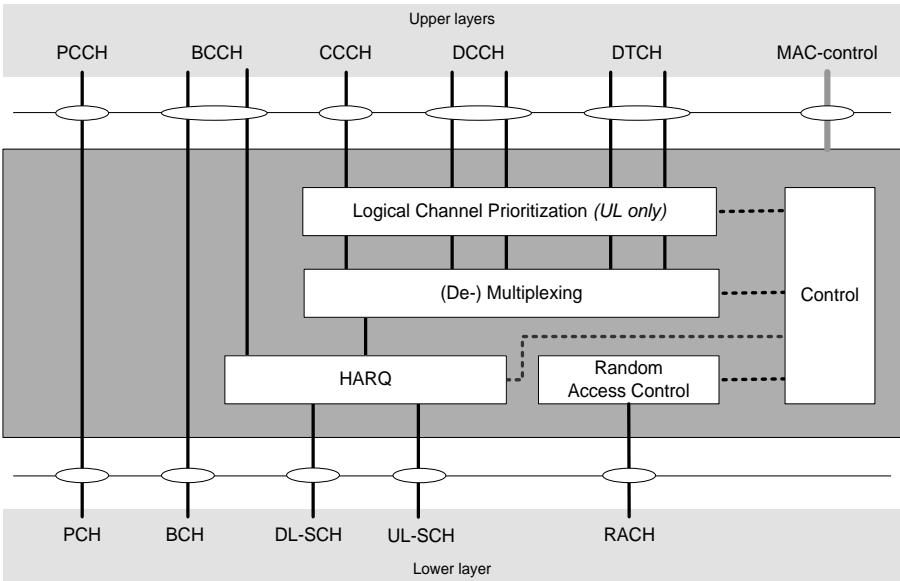 Upper layers
PCCH BCCH CCCH DCCH DTCH MAC-control
Logical Channel Prioritization (UL only)
(De-) Multiplexing
Control
HARQ
Random
Access Control
PCH BCH DL-SCH UL-SCH RACH
Lower layer